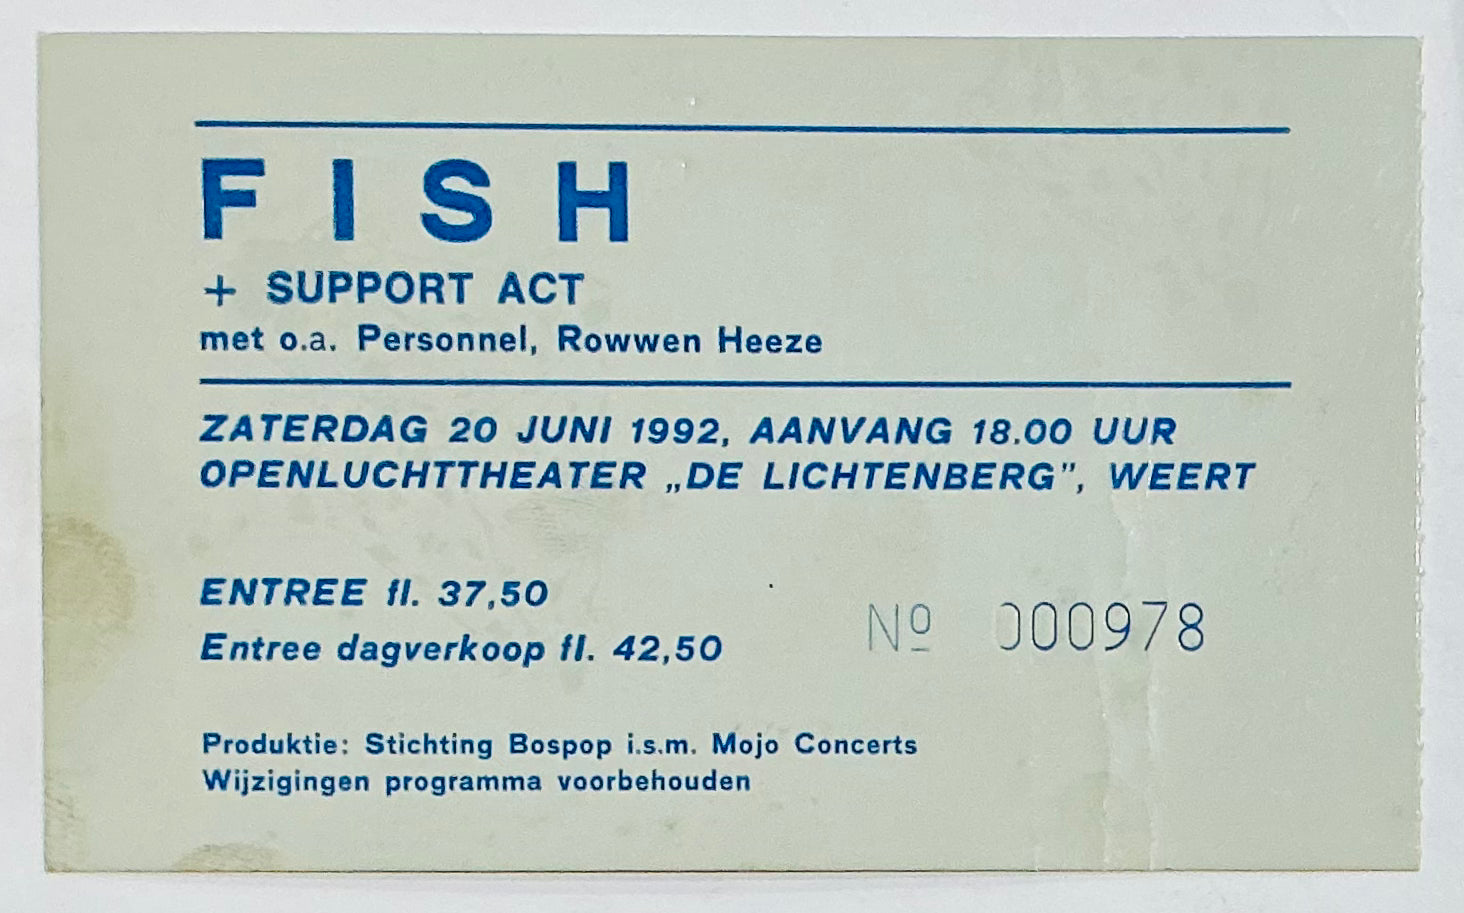 FISH
+ SUPPORT ACT
met o.a. Personnel, Rowwen Heeze
ZATERDAG 20 JUNI 1992, AANVANG 18.00 UUR
OPENLUCHTTHEATER „DE LICHTENBERG", WEERT
ENTREE fl. 37,50
Entree dagverkoop fl. 42,50
Nº 000978
Produktie: Stichting Bospop i.s.m. Mojo Concerts
Wijzigingen programma voorbehouden